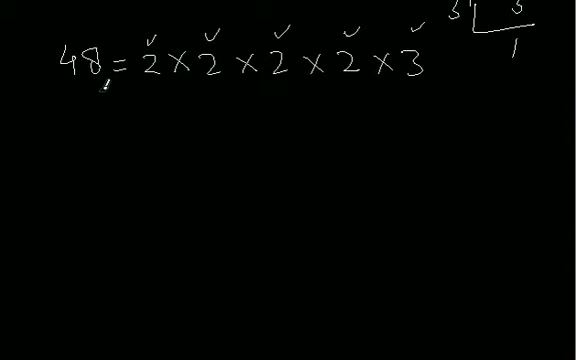 3 | 3
1
48 = 2 × 2 × 2 × 2 × 3